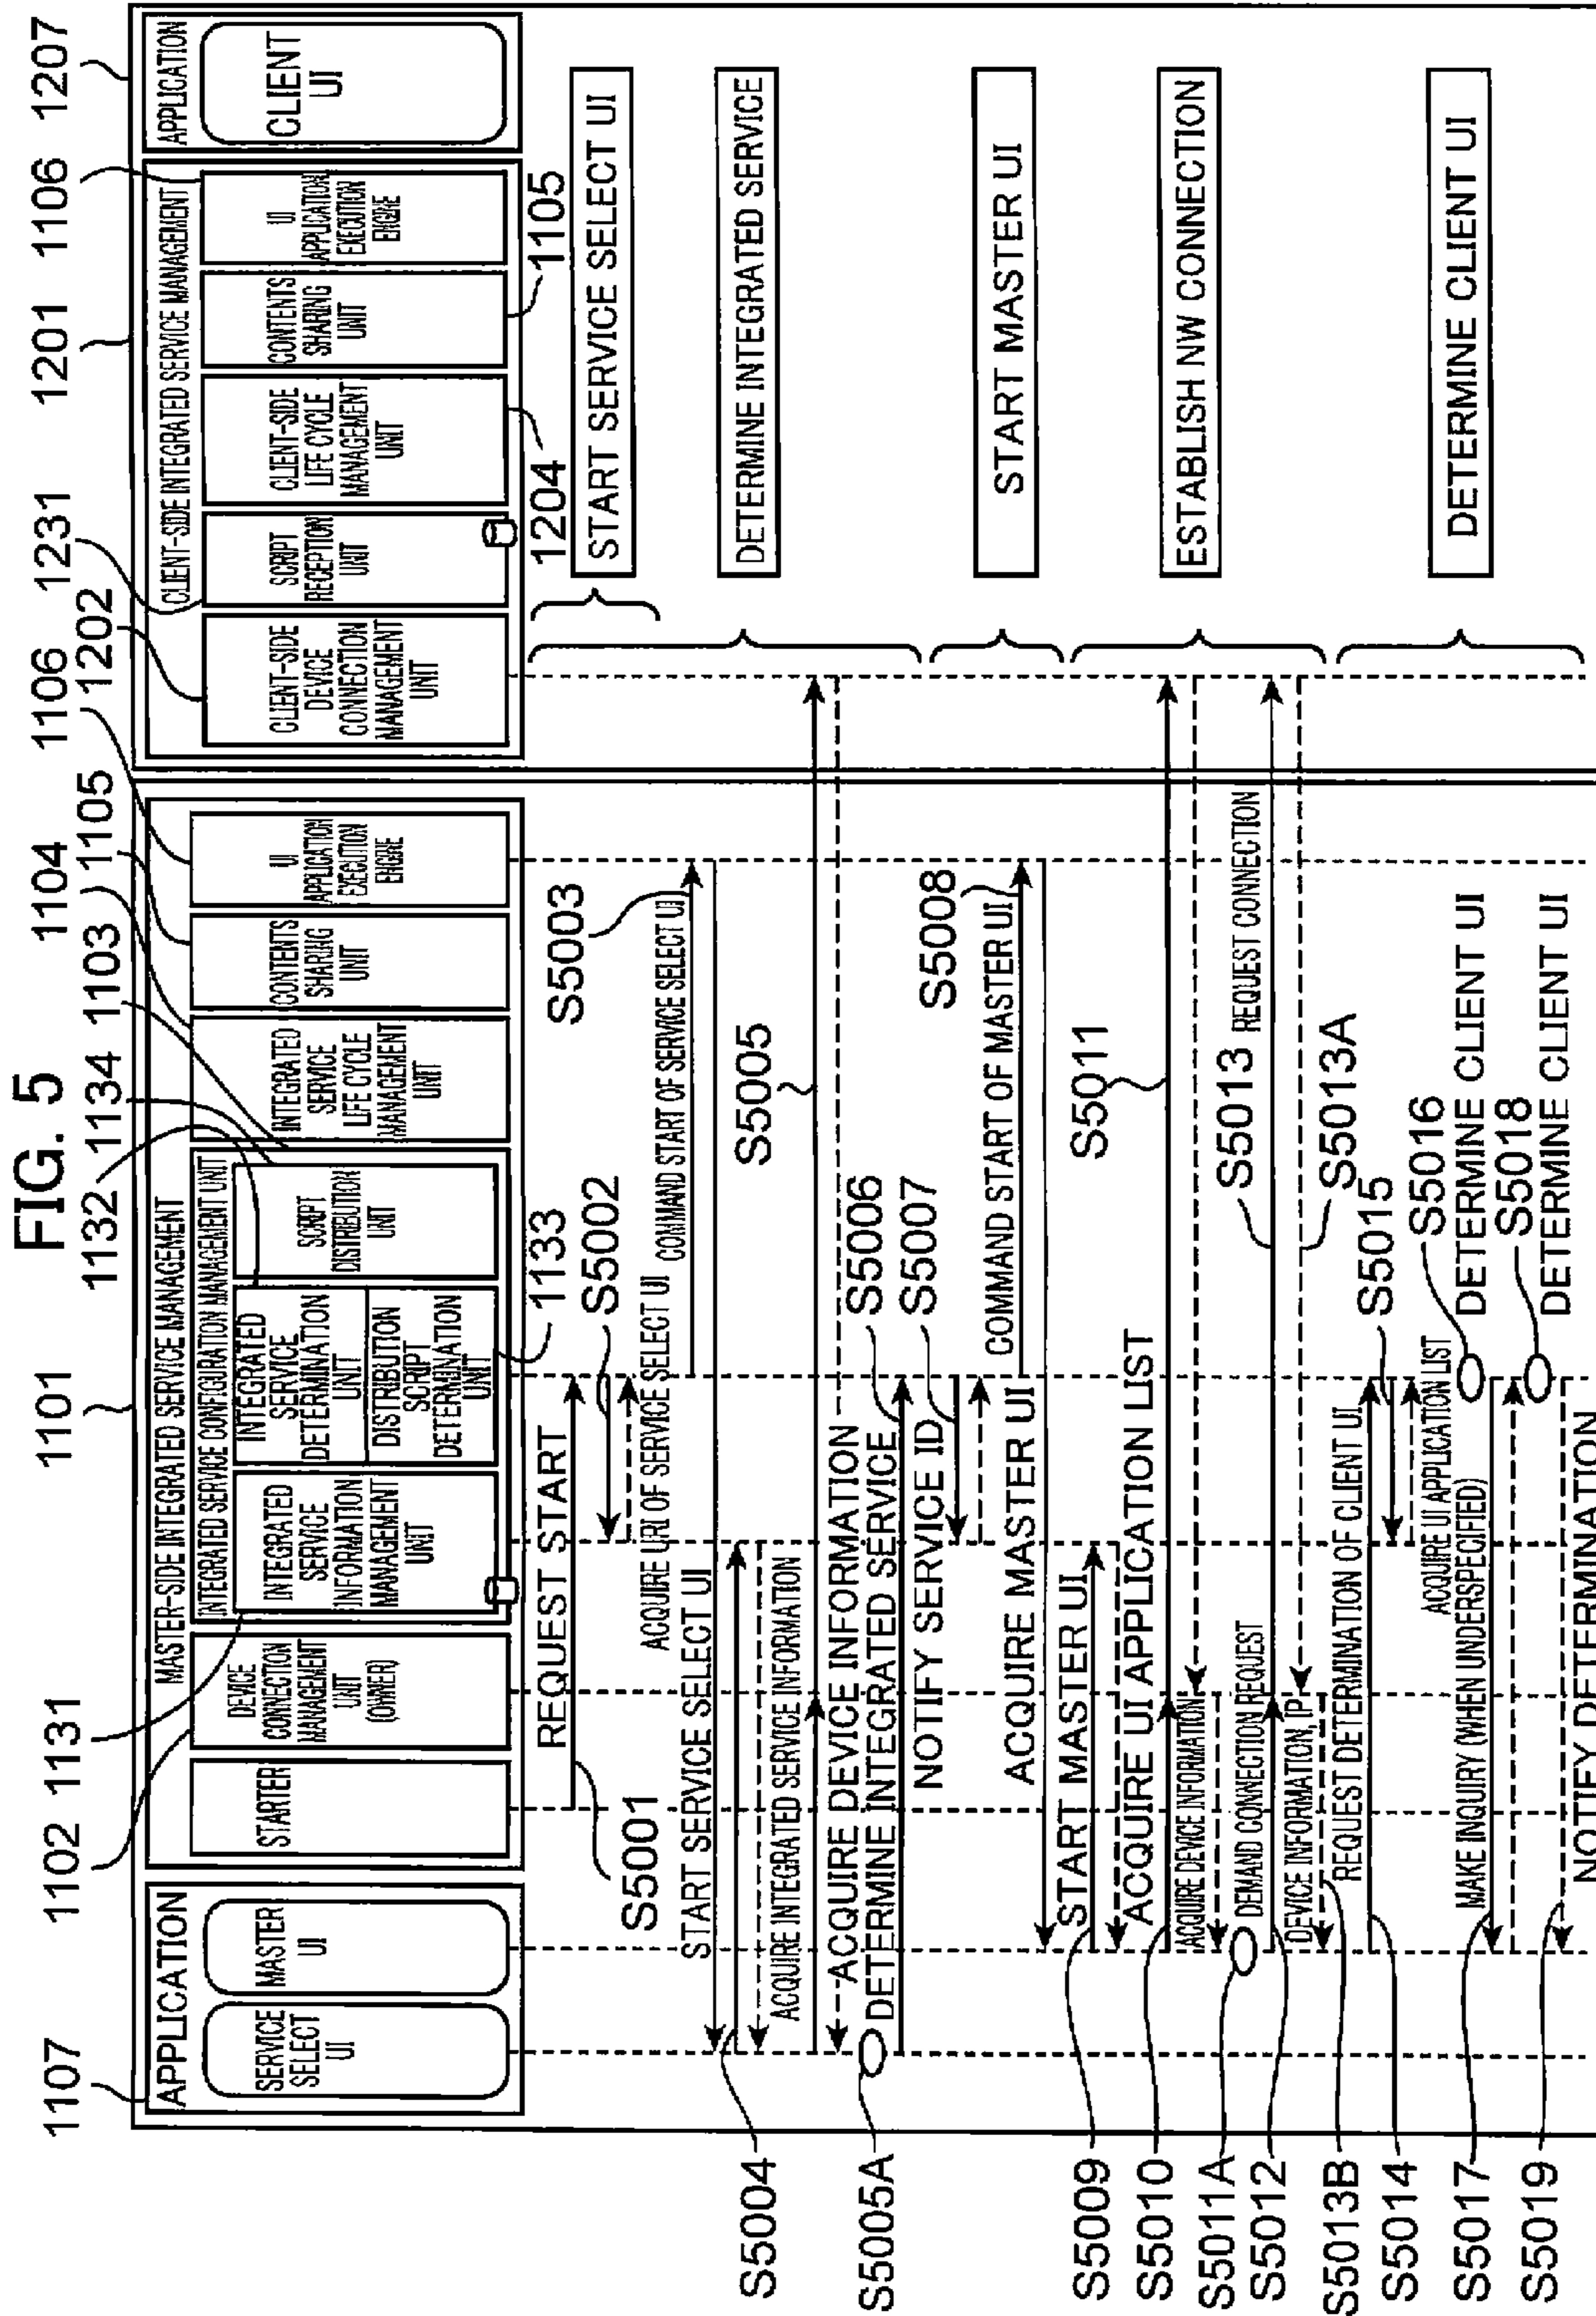 FIG. 5
1107
1102
1131
1101
1132
1134
1103
1104
1105
1106
1202
1231
1201
1106
1207
APPLICATION
SERVICE
SELECT
UI
MASTER
UI
MASTER-SIDE INTEGRATED SERVICE MANAGEMENT
STARTER
DEVICE
CONNECTION
MANAGEMENT
UNIT
(OWNER)
INTEGRATED SERVICE CONFIGURATION MANAGEMENT UNIT
INTEGRATED
SERVICE
INFORMATION
MANAGEMENT
UNIT
INTEGRATED
SERVICE
DETERMINATION
UNIT
DISTRIBUTION
SCRIPT
DETERMINATION
UNIT
SCRIPT
DISTRIBUTION
UNIT
INTEGRATED
SERVICE
LIFE CYCLE
MANAGEMENT
UNIT
CONTENTS
SHARING
UNIT
UI
APPLICATION
EXECUTION
ENGINE
CLIENT-SIDE INTEGRATED SERVICE MANAGEMENT
CLIENT-SIDE
DEVICE
CONNECTION
MANAGEMENT
UNIT
SCRIPT
RECEPTION
UNIT
CLIENT-SIDE
LIFE CYCLE
MANAGEMENT
UNIT
CONTENTS
SHARING
UNIT
UI
APPLICATION
EXECUTION
ENGINE
APPLICATION
CLIENT
UI
1133
1204
1105
REQUEST START
S5001
S5002
ACQUIRE URI OF SERVICE SELECT UI
COMMAND START OF SERVICE SELECT UI
S5003
START SERVICE SELECT UI
START SERVICE SELECT UI
S5004
ACQUIRE INTEGRATED SERVICE INFORMATION
S5005
ACQUIRE DEVICE INFORMATION
DETERMINE INTEGRATED SERVICE
S5005A
DETERMINE INTEGRATED SERVICE
S5006
NOTIFY SERVICE ID
S5007
ACQUIRE MASTER UI
COMMAND START OF MASTER UI
S5008
START MASTER UI
START MASTER UI
S5009
ACQUIRE UI APPLICATION LIST
S5010
S5011
ACQUIRE DEVICE INFORMATION
ESTABLISH NW CONNECTION
S5011A
DEMAND CONNECTION REQUEST
S5012
S5013
REQUEST CONNECTION
S5013A
DEVICE INFORMATION, IP
S5013B
REQUEST DETERMINATION OF CLIENT UI
S5014
S5015
ACQUIRE UI APPLICATION LIST
S5016
DETERMINE CLIENT UI
DETERMINE CLIENT UI
MAKE INQUIRY (WHEN UNDERSPECIFIED)
S5017
S5018
DETERMINE CLIENT UI
S5019
NOTIFY DETERMINATION